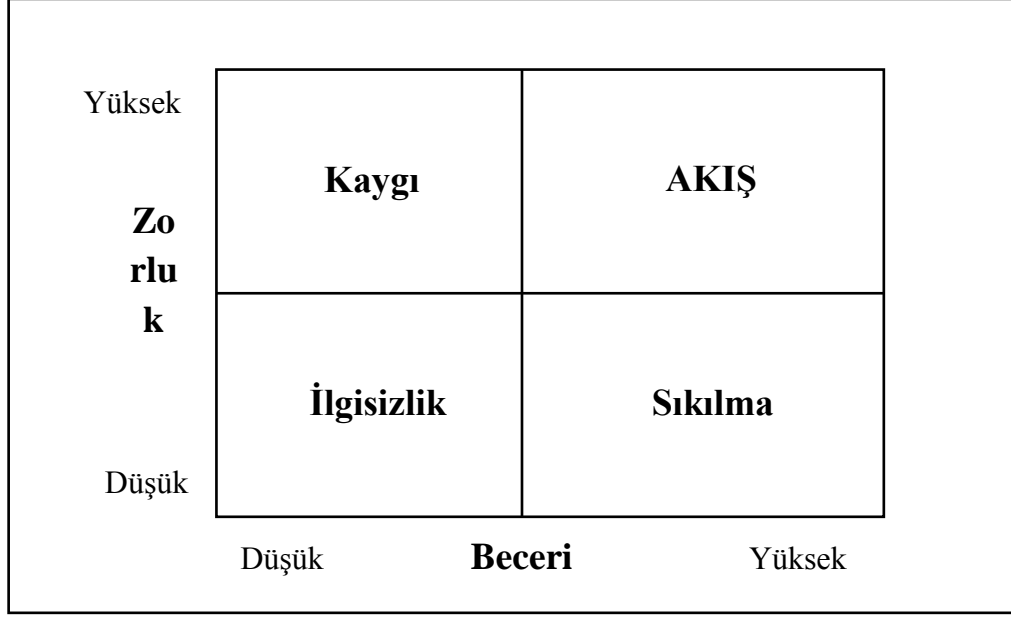 Yüksek
Kaygı
AKIŞ
Zo
rlu
k
İlgisizlik
Sıkılma
Düşük
Düşük
Beceri
Yüksek